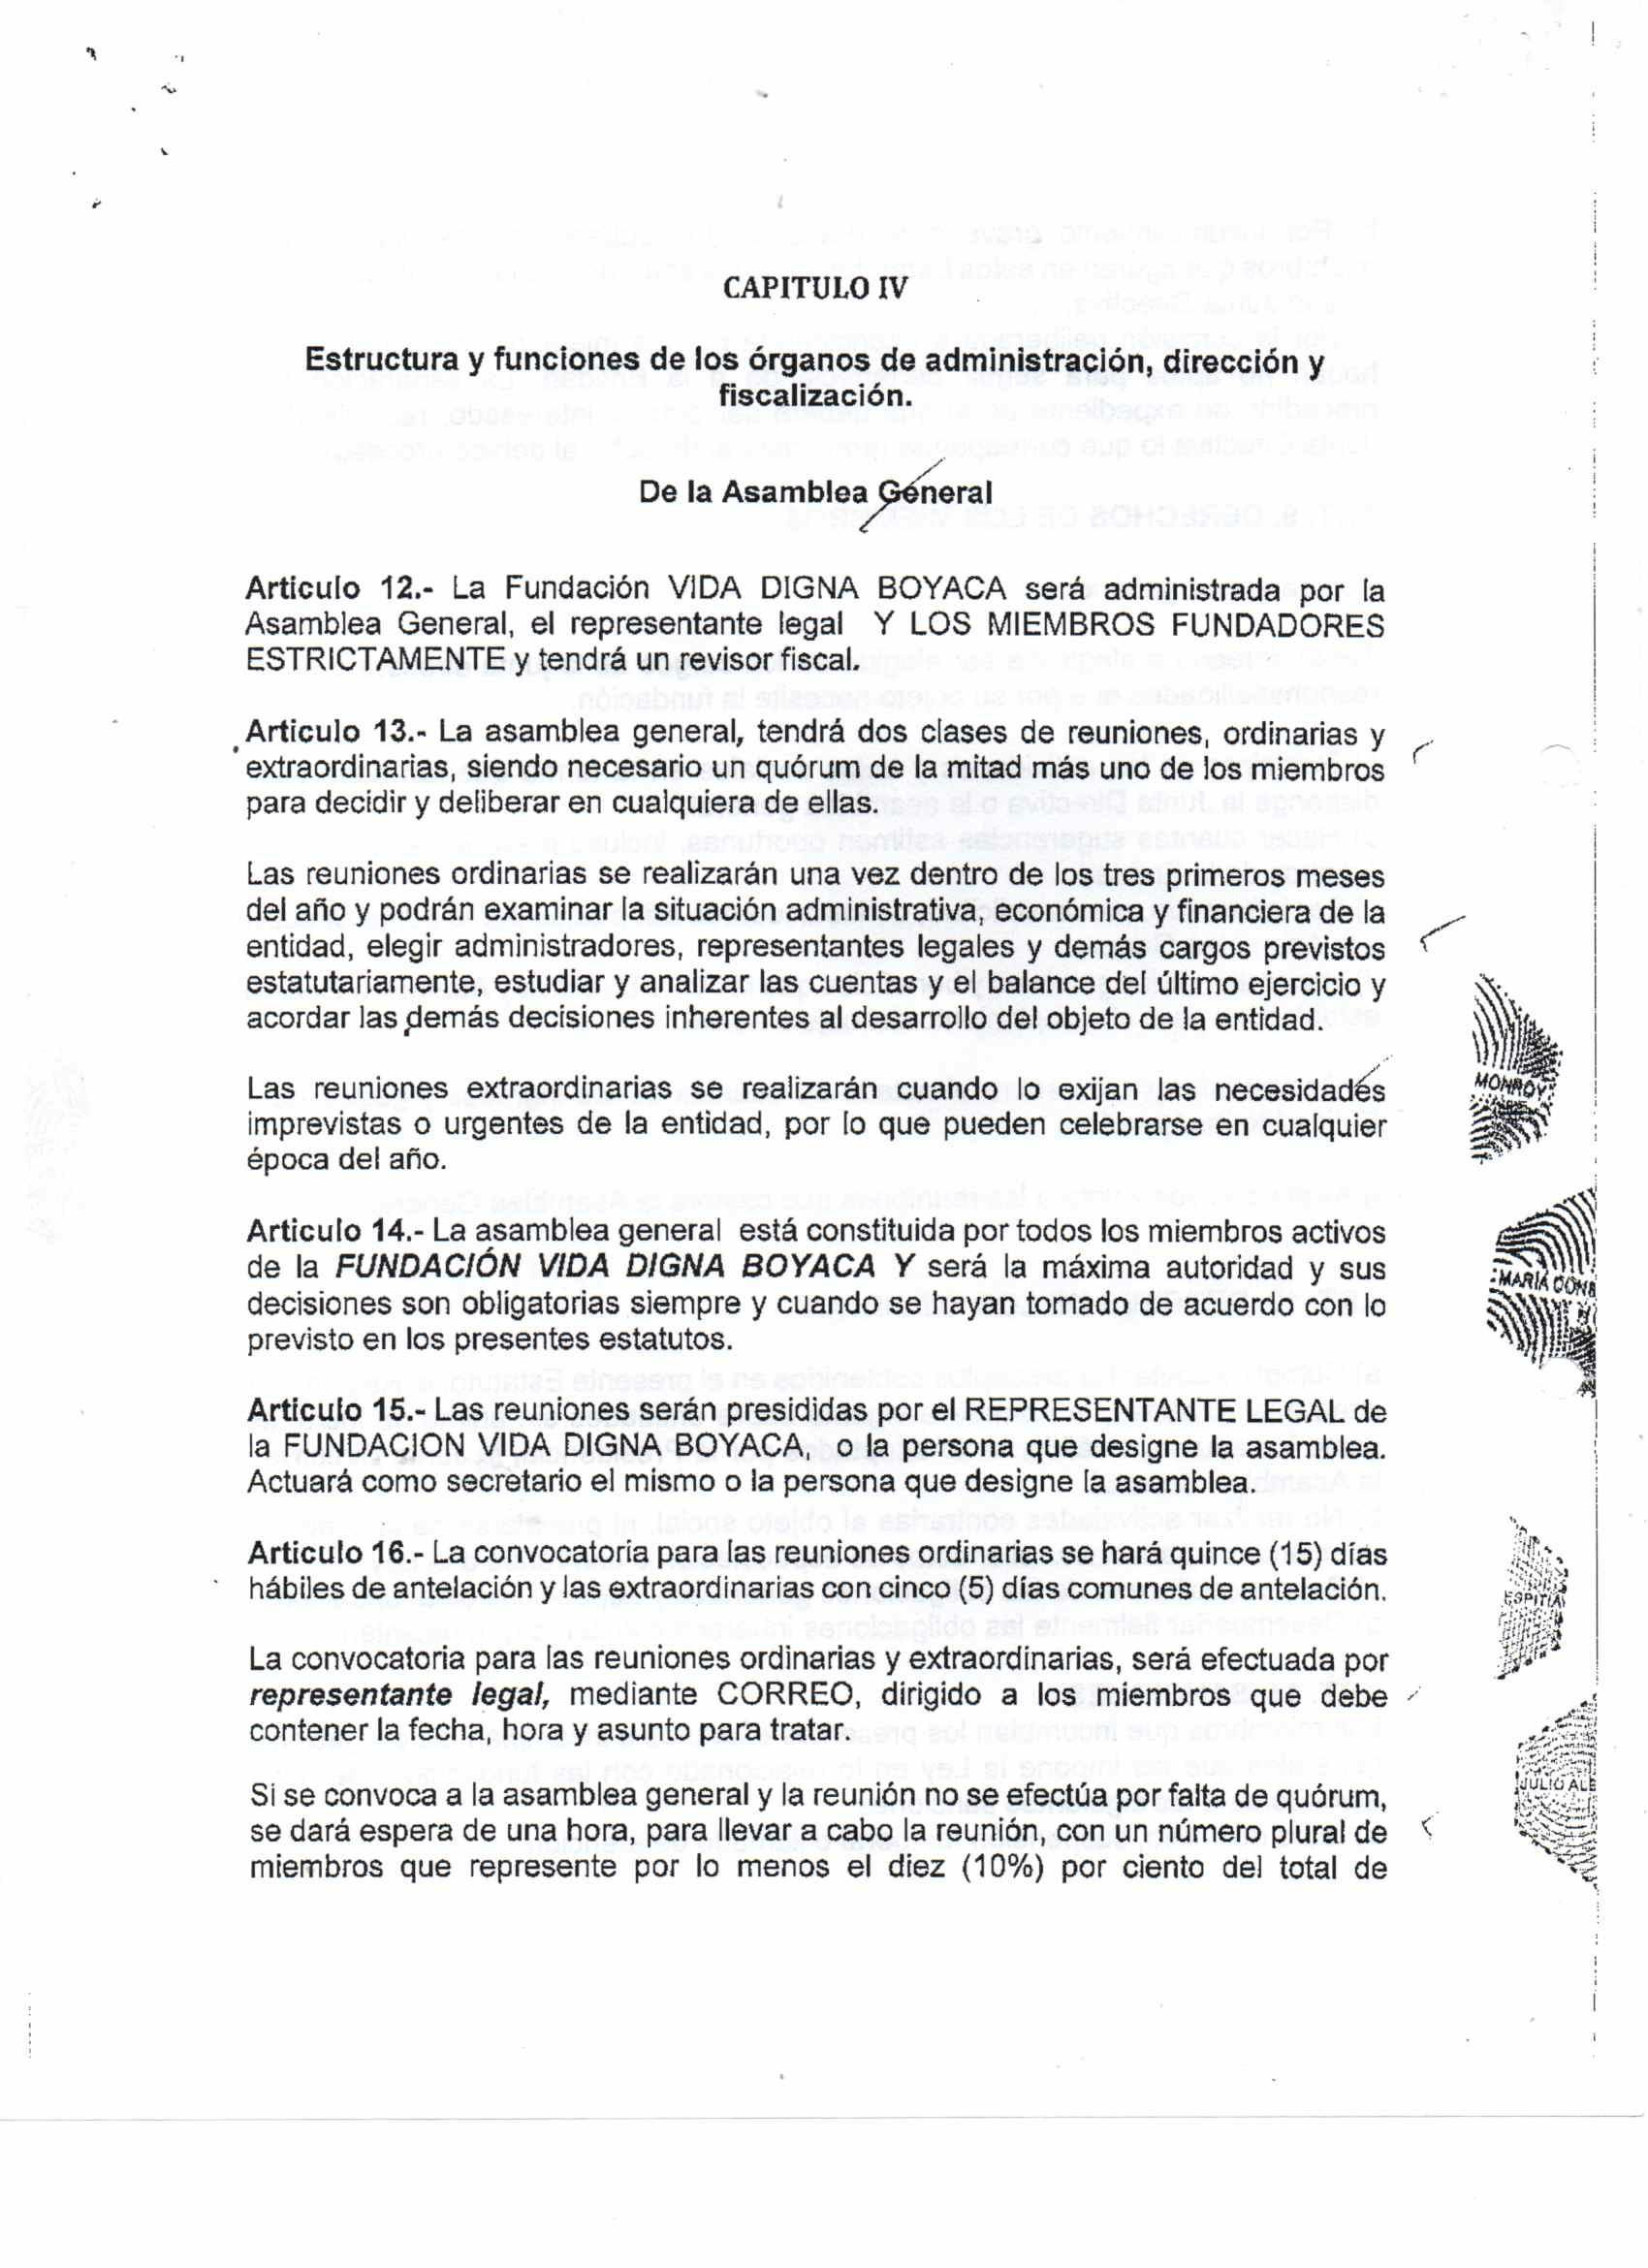 CAPITULO IV
Estructura y funciones de los órganos de administración, dirección y
fiscalización.
De la Asamblea General
Articulo 12.- La Fundación VIDA DIGNA BOYACA será administrada por la
Asamblea General, el representante legal Y LOS MIEMBROS FUNDADORES
ESTRICTAMENTE y tendrá un revisor fiscal.
Articulo 13.- La asamblea general, tendrá dos clases de reuniones, ordinarias y
extraordinarias, siendo necesario un quórum de la mitad más uno de los miembros
para decidir y deliberar en cualquiera de ellas.
Las reuniones ordinarias se realizarán una vez dentro de los tres primeros meses
del año y podrán examinar la situación administrativa, económica y financiera de la
entidad, elegir administradores, representantes legales y demás cargos previstos
estatutariamente, estudiar y analizar las cuentas y el balance del último ejercicio y
acordar las demás decisiones inherentes al desarrollo del objeto de la entidad.
Las reuniones extraordinarias se realizarán cuando lo exijan las necesidades
imprevistas o urgentes de la entidad, por lo que pueden celebrarse en cualquier
época del año.
MONROY
Articulo 14.- La asamblea general está constituida por todos los miembros activos
de la FUNDACIÓN VIDA DIGNA BOYACA Y será la máxima autoridad y sus
decisiones son obligatorias siempre y cuando se hayan tomado de acuerdo con lo
previsto en los presentes estatutos.
MARIA CONS
Articulo 15.- Las reuniones serán presididas por el REPRESENTANTE LEGAL de
la FUNDACION VIDA DIGNA BOYACA, o la persona que designe la asamblea.
Actuará como secretario el mismo o la persona que designe la asamblea.
Articulo 16.- La convocatoria para las reuniones ordinarias se hará quince (15) días
hábiles de antelación y las extraordinarias con cinco (5) días comunes de antelación.
ESPITIA
La convocatoria para las reuniones ordinarias y extraordinarias, será efectuada por
representante legal, mediante CORREO, dirigido a los miembros que debe
contener la fecha, hora y asunto para tratar.
JULIO ALE
Si se convoca a la asamblea general y la reunión no se efectúa por falta de quórum,
se dará espera de una hora, para llevar a cabo la reunión, con un número plural de
miembros que represente por lo menos el diez (10%) por ciento del total de